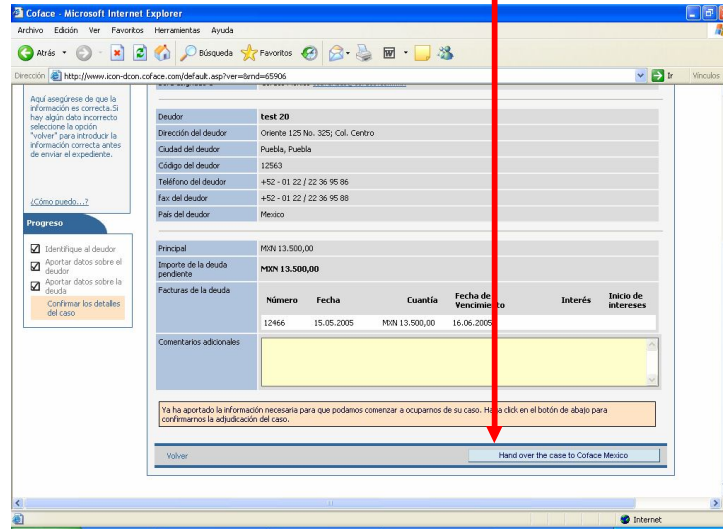 Coface - Microsoft Internet Explorer
Archivo Edición Ver Favoritos Herramientas Ayuda
Atrás Búsqueda Favoritos
Dirección http://www.icon-dcon.coface.com/default.asp?ver=&rnd=65906 Ir Vínculos
Aquí asegúrese de que la
información es correcta.Si
hay algún dato incorrecto
seleccione la opción
"volver" para introducir la
información correcta antes
de enviar el expediente.
¿Cómo puedo...?
Progreso
Identifique al deudor
Aportar datos sobre el
deudor
Aportar datos sobre la
deuda
Confirmar los detalles
del caso
Deudor test 20
Dirección del deudor Oriente 125 No. 325; Col. Centro
Ciudad del deudor Puebla, Puebla
Código del deudor 12563
Teléfono del deudor +52 - 01 22 / 22 36 95 86
fax del deudor +52 - 01 22 / 22 36 95 88
País del deudor Mexico
Principal MXN 13.500,00
Importe de la deuda
pendiente MXN 13.500,00
Facturas de la deuda
Número Fecha Cuantía Fecha de Vencimiento Interés Inicio de intereses
12466 15.05.2005 MXN 13.500,00 16.06.2005
Comentarios adicionales
Ya ha aportado la información necesaria para que podamos comenzar a ocuparnos de su caso. click en el botón de abajo para
confirmarnos la adjudicación del caso.
Volver Hand over the case to Coface Mexico
Internet